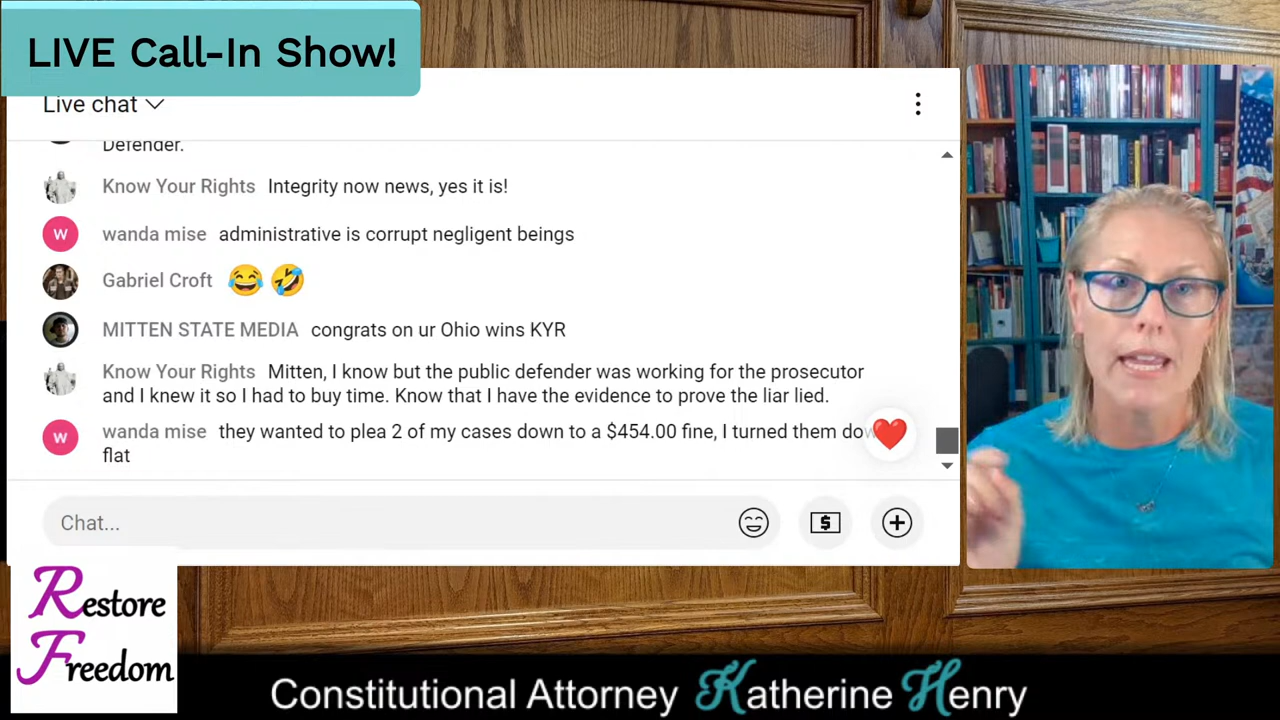 LIVE Call-In Show!
Live chat
Defender.
Know Your Rights Integrity now news, yes it is!
W wanda mise administrative is corrupt negligent beings
Gabriel Croft 😂 🤣
MITTEN STATE MEDIA congrats on ur Ohio wins KYR
Know Your Rights Mitten, I know but the public defender was working for the prosecutor
and I knew it so I had to buy time. Know that I have the evidence to prove the liar lied.
W wanda mise they wanted to plea 2 of my cases down to a $454.00 fine, I turned them dow
flat
Chat...
$
Restore
Freedom
Constitutional Attorney Katherine Henry